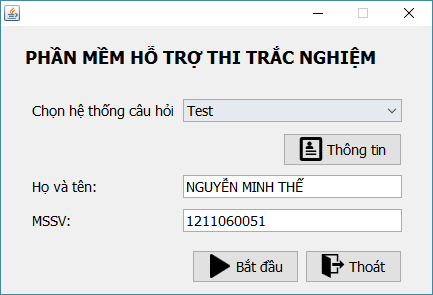 PHẦN MỀM HỖ TRỢ THI TRẮC NGHIỆM
Chọn hệ thống câu hỏi Test
Thông tin
Họ và tên: NGUYỄN MINH THẾ
MSSV: 1211060051
Bắt đầu Thoát